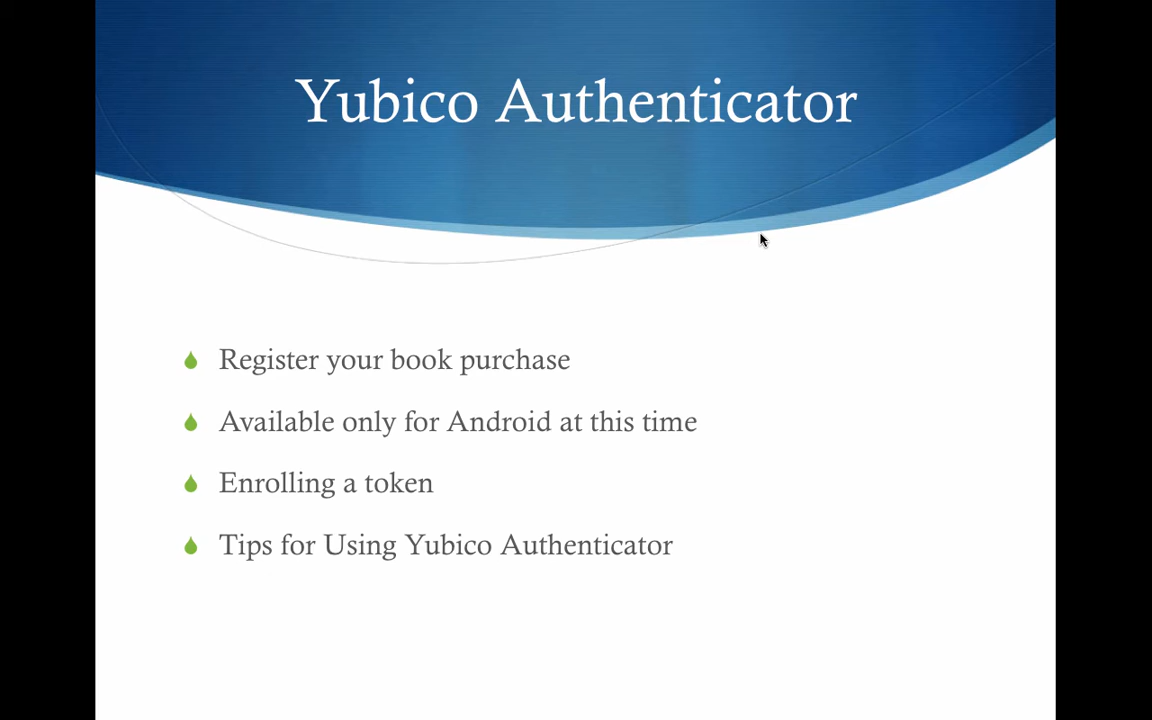 Yubico Authenticator
Register your book purchase
Available only for Android at this time
Enrolling a token
Tips for Using Yubico Authenticator